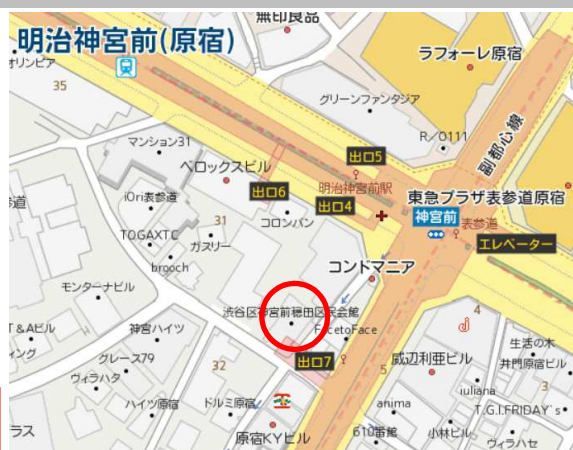 無印良品
明治神宮前(原宿)
ラフォーレ原宿
オリンピア
35
グリーンファンタジア
副都心線
R/0111
マンション31
ベロックスビル
出口5
明治神宮前駅
東急プラザ表参道原宿
出口6
出口4
神宮前
表参道
iOri表参道
コロンバン
エレベーター
31
TOGAXTC
ガスリー
brooch
コンドマニア
モンターナビル
渋谷区神宮前穏田区民会館
4
T&Aビル
神宮ハイツ
FacetoFace
生活の木
グレース79
出口7
威辺利亜ビル
井門原宿ビル
ヴィラハタ
32
5
3
iuliana
ハイツ原宿
ドルミ原宿
anima
T.G.I.FRIDAY's
ラス
原宿KYビル
610番館
小林ビル
ヴィラハセ